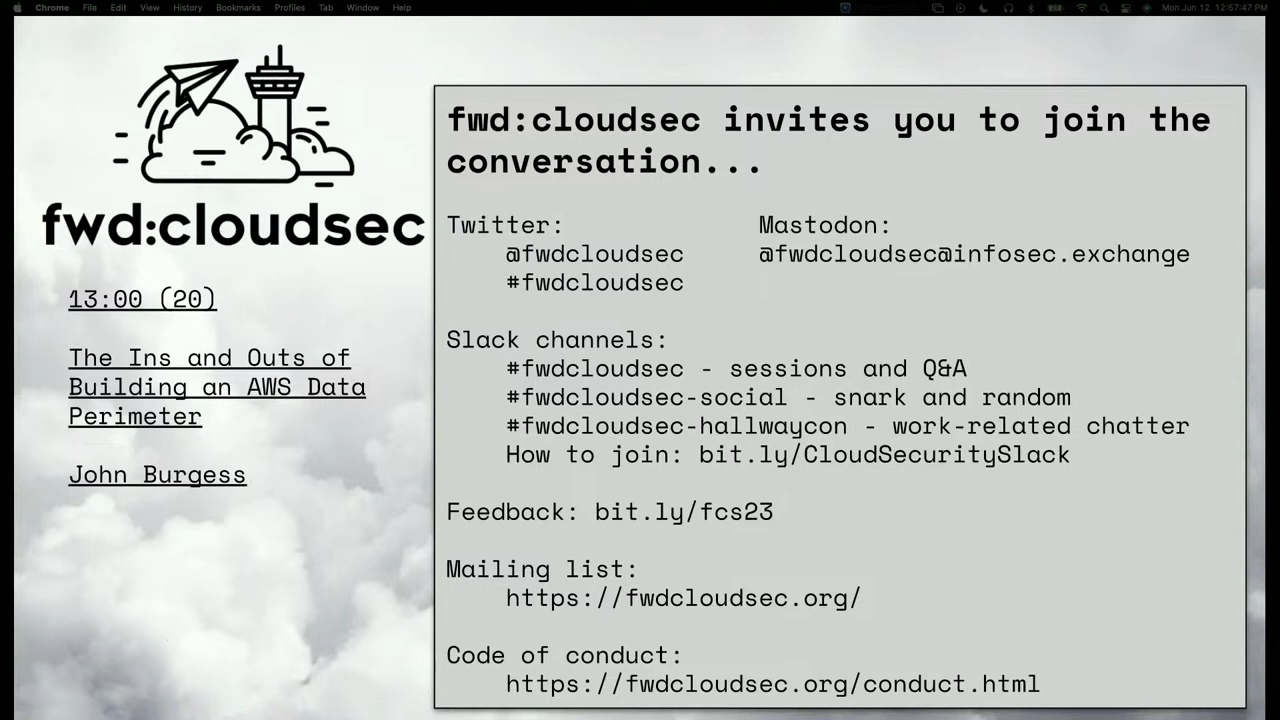 Chrome File Edit View History Bookmarks Profiles Tab Window Help Mon Jun 12 12:57:47 PM
fwd:cloudsec
13:00 (20)
The Ins and Outs of
Building an AWS Data
Perimeter
John Burgess
fwd:cloudsec invites you to join the
conversation...
Twitter: Mastodon:
@fwdcloudsec @fwdcloudsec@infosec.exchange
#fwdcloudsec
Slack channels:
#fwdcloudsec - sessions and Q&A
#fwdcloudsec-social - snark and random
#fwdcloudsec-hallwaycon - work-related chatter
How to join: bit.ly/CloudSecuritySlack
Feedback: bit.ly/fcs23
Mailing list:
https://fwdcloudsec.org/
Code of conduct:
https://fwdcloudsec.org/conduct.html